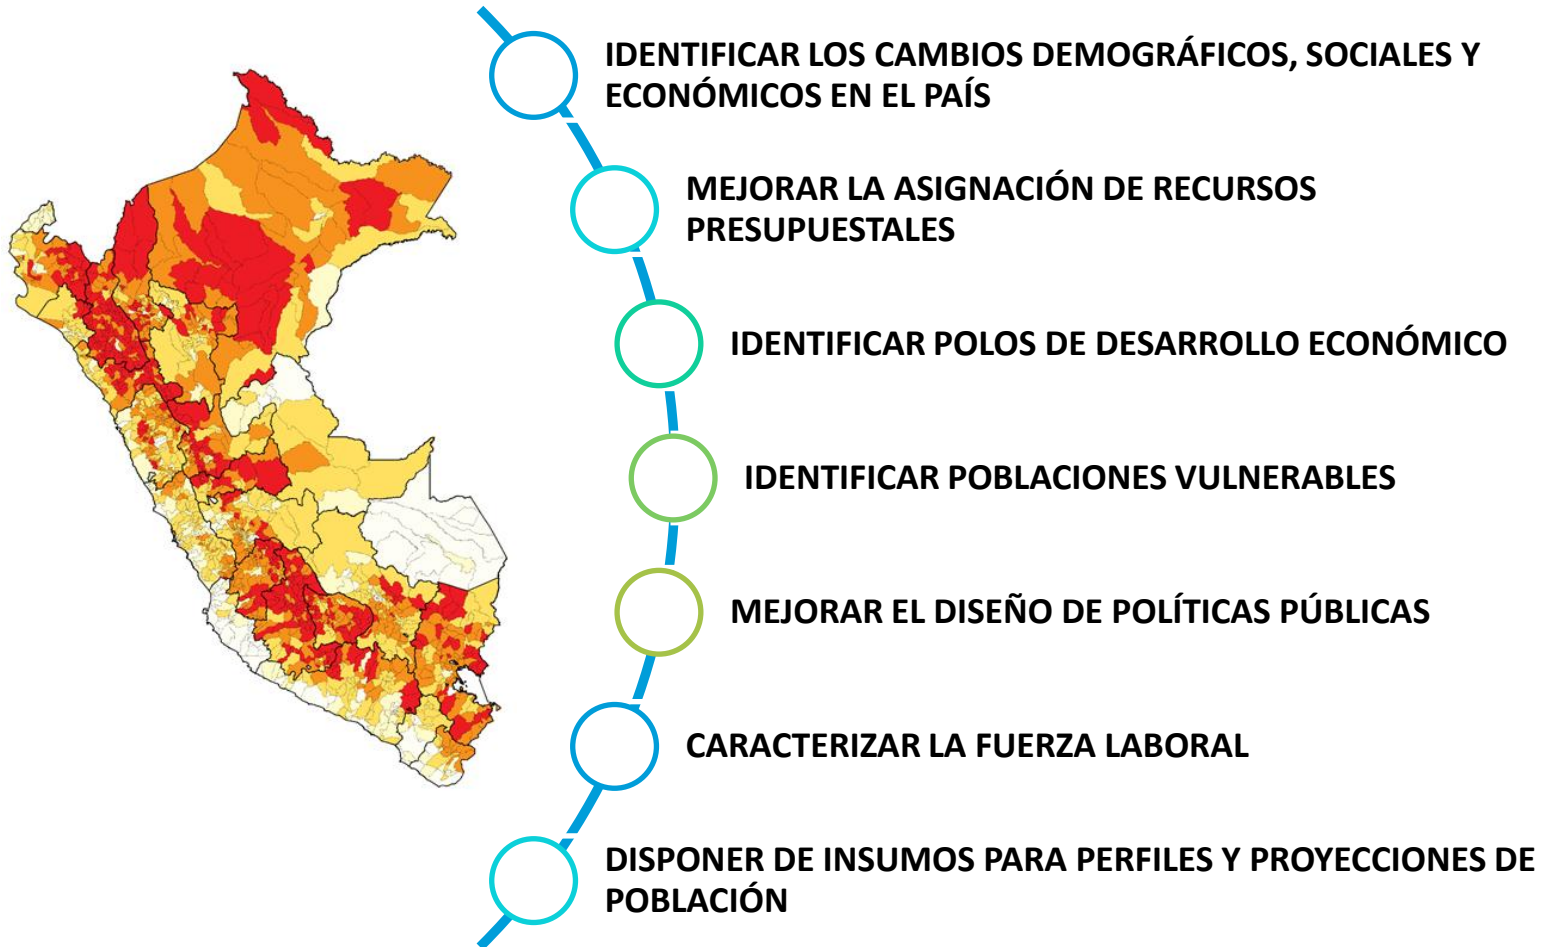 IDENTIFICAR LOS CAMBIOS DEMOGRÁFICOS, SOCIALES Y
ECONÓMICOS EN EL PAÍS
MEJORAR LA ASIGNACIÓN DE RECURSOS
PRESUPUESTALES
IDENTIFICAR POLOS DE DESARROLLO ECONÓMICO
IDENTIFICAR POBLACIONES VULNERABLES
MEJORAR EL DISEÑO DE POLÍTICAS PÚBLICAS
CARACTERIZAR LA FUERZA LABORAL
DISPONER DE INSUMOS PARA PERFILES Y PROYECCIONES DE
POBLACIÓN